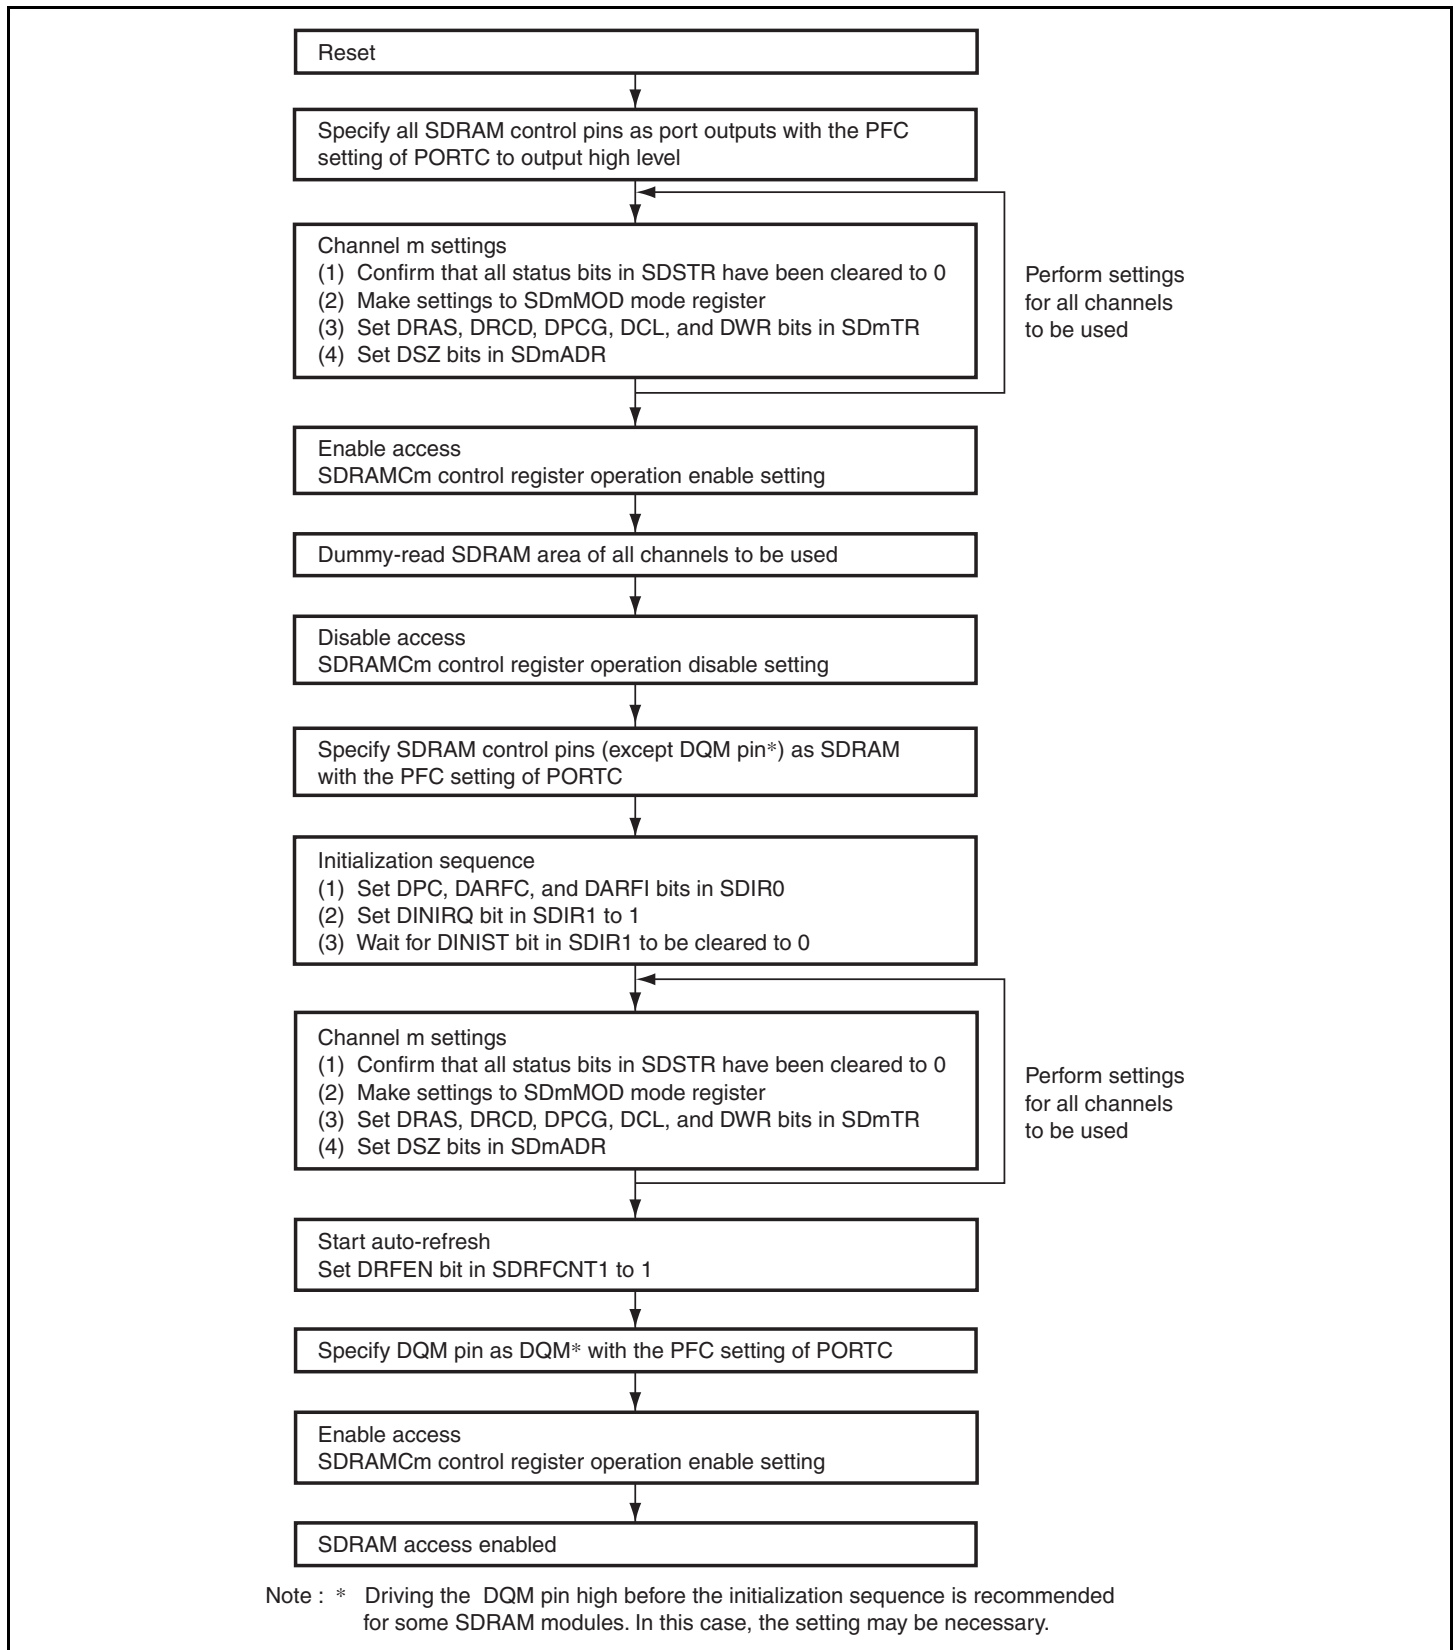 Reset
Specify all SDRAM control pins as port outputs with the PFC
setting of PORTC to output high level
Channel m settings
(1) Confirm that all status bits in SDSTR have been cleared to 0
(2) Make settings to SDmMOD mode register
(3) Set DRAS, DRCD, DPCG, DCL, and DWR bits in SDmTR
(4) Set DSZ bits in SDmADR
Perform settings
for all channels
to be used
Enable access
SDRAMCm control register operation enable setting
Dummy-read SDRAM area of all channels to be used
Disable access
SDRAMCm control register operation disable setting
Specify SDRAM control pins (except DQM pin*) as SDRAM
with the PFC setting of PORTC
Initialization sequence
(1) Set DPC, DARFC, and DARFI bits in SDIR0
(2) Set DINIRQ bit in SDIR1 to 1
(3) Wait for DINIST bit in SDIR1 to be cleared to 0
Channel m settings
(1) Confirm that all status bits in SDSTR have been cleared to 0
(2) Make settings to SDmMOD mode register
(3) Set DRAS, DRCD, DPCG, DCL, and DWR bits in SDmTR
(4) Set DSZ bits in SDmADR
Perform settings
for all channels
to be used
Start auto-refresh
Set DRFEN bit in SDRFCNT1 to 1
Specify DQM pin as DQM* with the PFC setting of PORTC
Enable access
SDRAMCm control register operation enable setting
SDRAM access enabled
Note : * Driving the DQM pin high before the initialization sequence is recommended
for some SDRAM modules. In this case, the setting may be necessary.